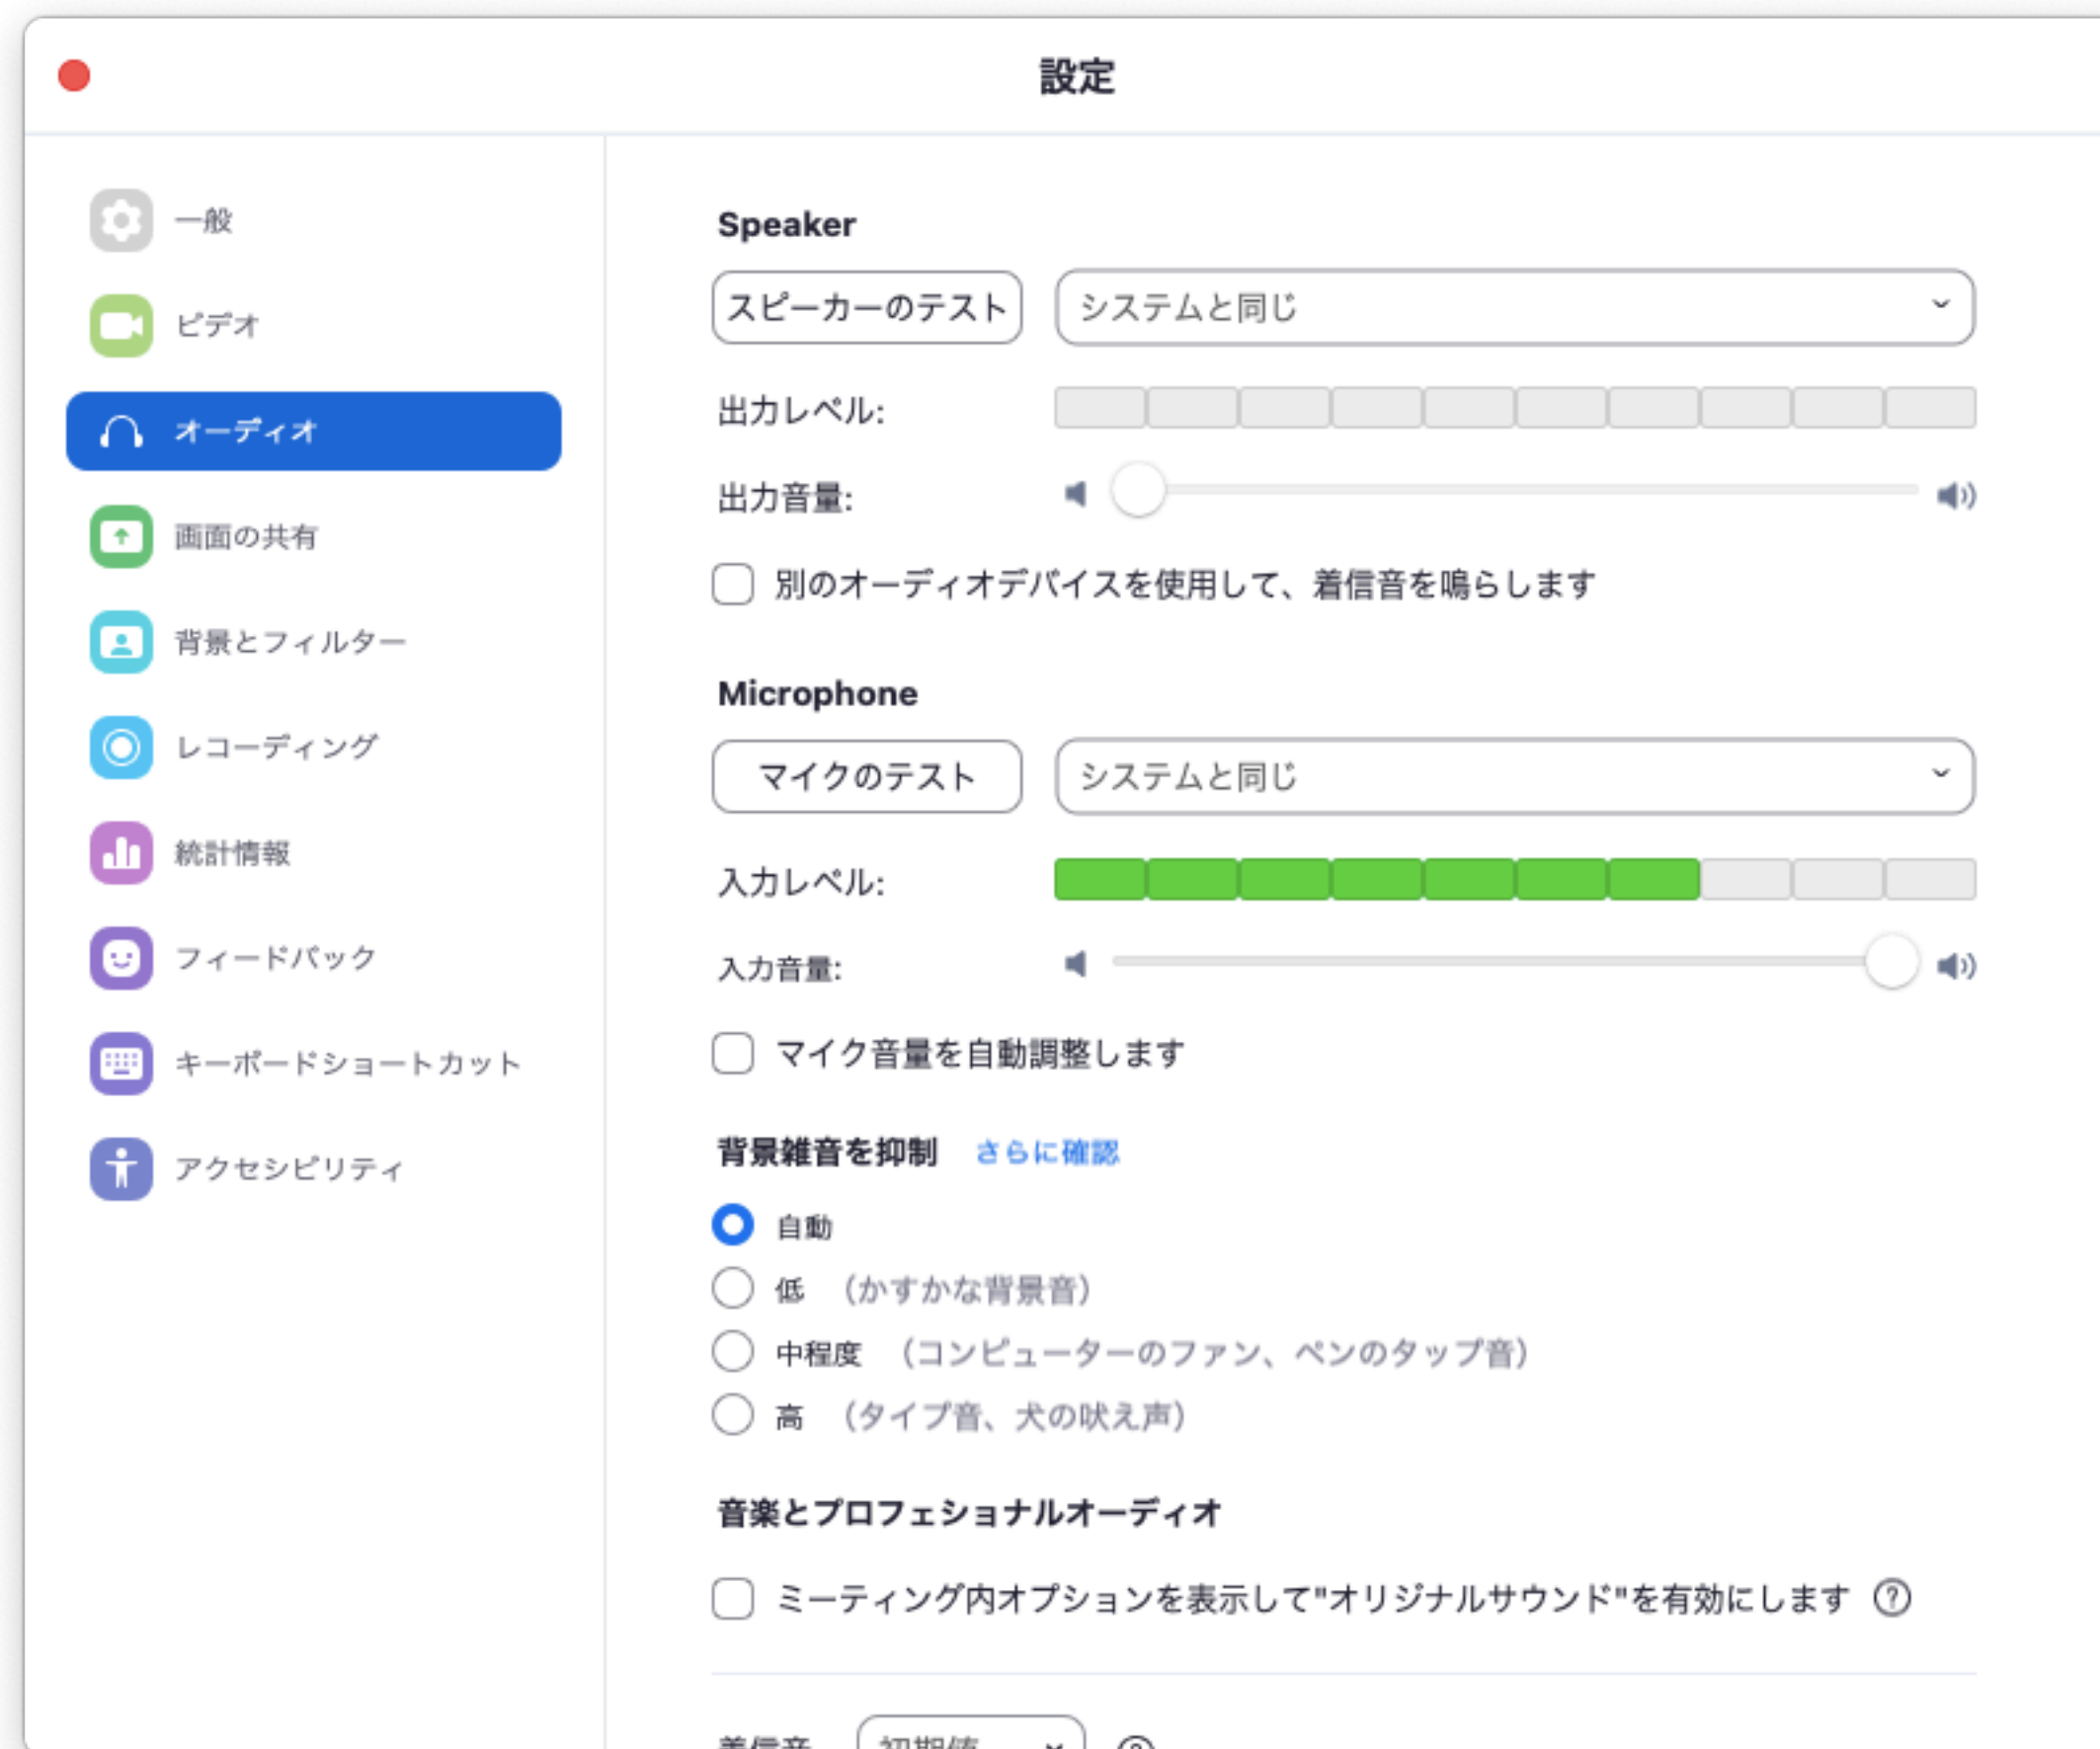 設定
一般
ビデオ
オーディオ
画面の共有
背景とフィルター
レコーディング
統計情報
フィードバック
キーボードショートカット
アクセシビリティ
Speaker
スピーカーのテスト システムと同じ
出力レベル:
出力音量:
別のオーディオデバイスを使用して、着信音を鳴らします
Microphone
マイクのテスト システムと同じ
入力レベル:
入力音量:
マイク音量を自動調整します
背景雑音を抑制 さらに確認
自動
低 (かすかな背景音)
中程度 (コンピューターのファン、ペンのタップ音)
高 (タイプ音、犬の吠え声)
音楽とプロフェショナルオーディオ
ミーティング内オプションを表示して"オリジナルサウンド"を有効にします ?
着信音 初期値 ?